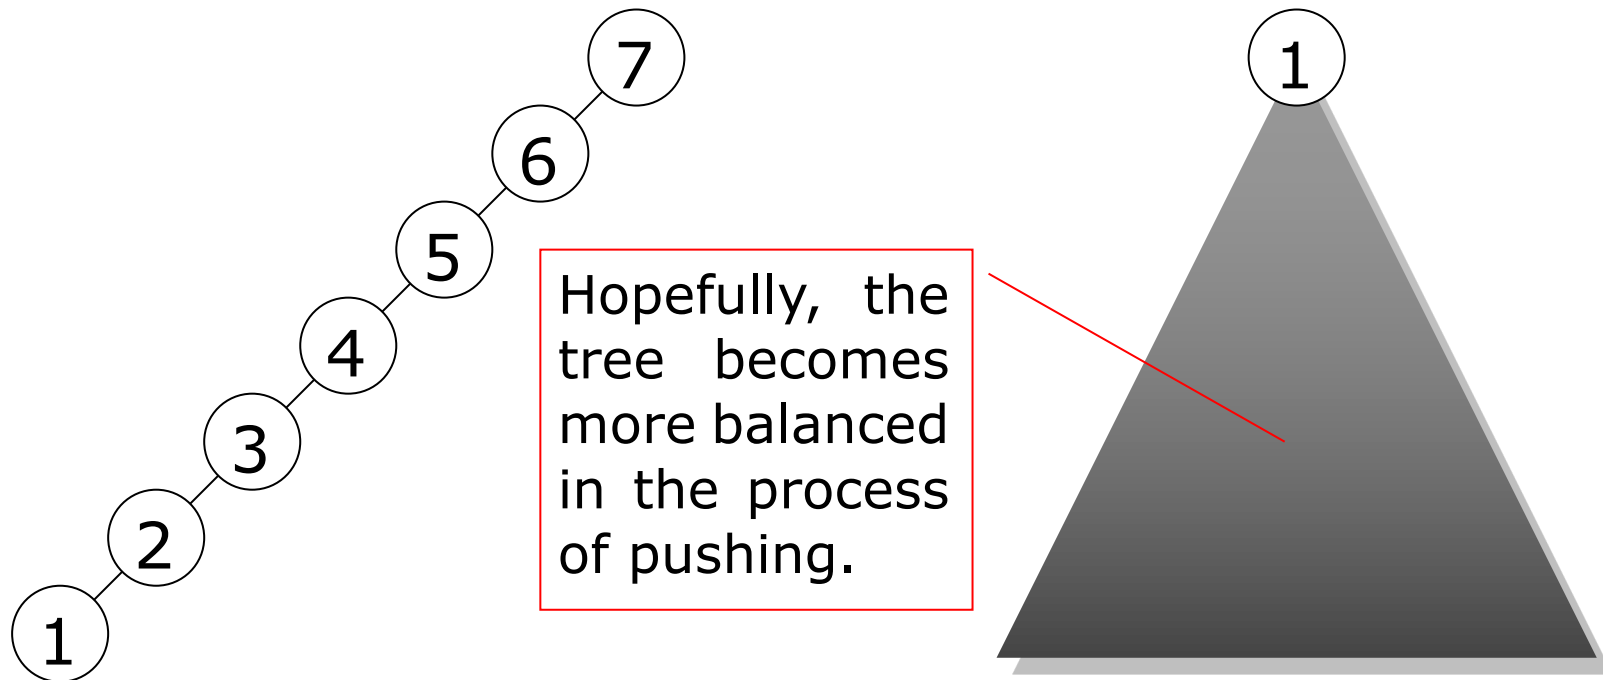 7
1
6
5
Hopefully, the
tree becomes
4
more balanced
3
in the process
2
of pushing.
1